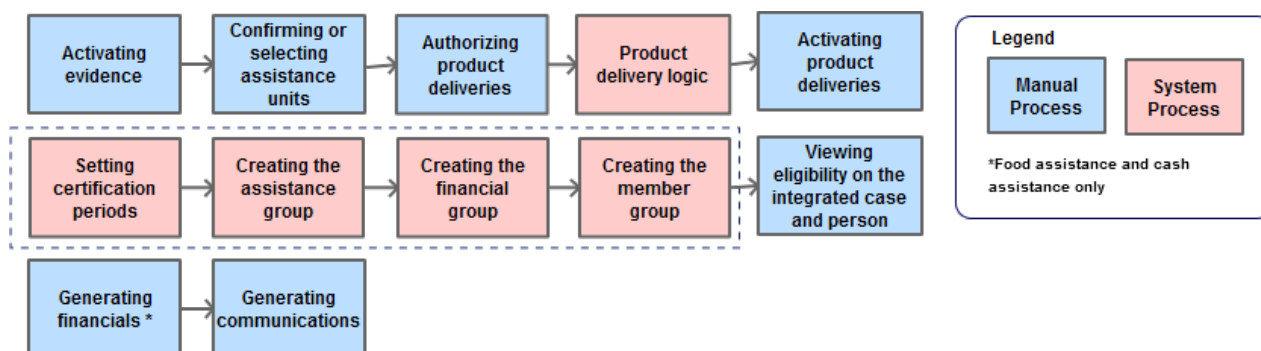 Activating
evidence
Confirming or
selecting
assistance
units
Authorizing
product
deliveries
Product
delivery logic
Activating
product
deliveries
Setting
certification
periods
Creating the
assistance
group
Creating the
financial
group
Creating the
member
group
Viewing
eligibility on the
integrated case
and person
Generating
financials *
Generating
communications
Legend
Manual
Process
System
Process
*Food assistance and cash
assistance only